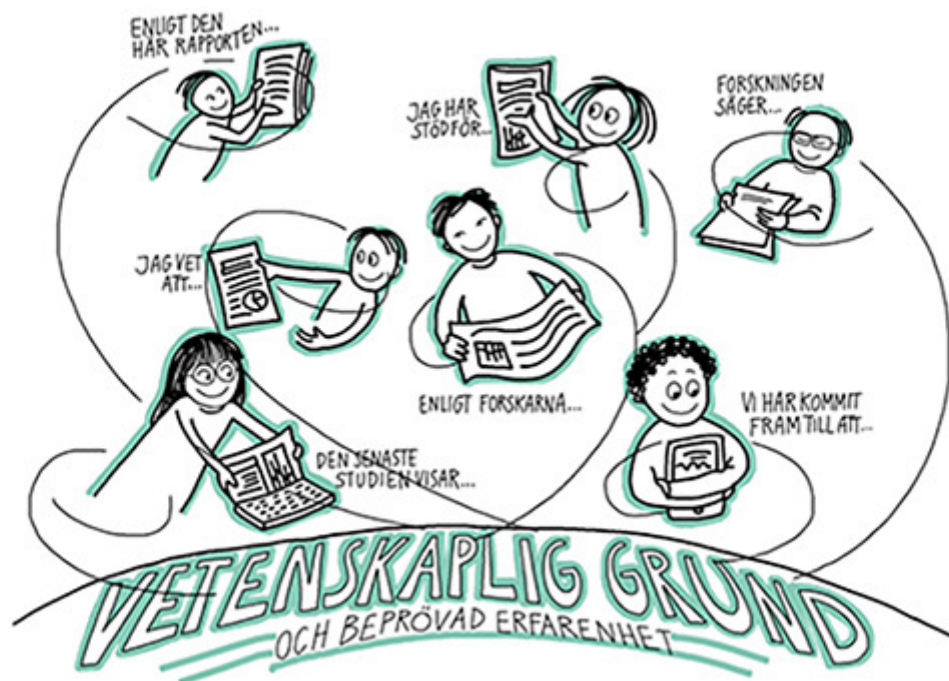 ENLIGT DEN
HÄR RAPPORTEN...
JAG HAR
STÖD FÖR...
FORSKNINGEN
SÄGER...
JAG VET
ATT...
ENLIGT FORSKARNA...
VI HAR KOMMIT
FRAM TILL ATT...
DEN SENASTE
STUDIEN VISAR...
VETENSKAPLIG GRUND
OCH BEPRÖVAD ERFARENHET